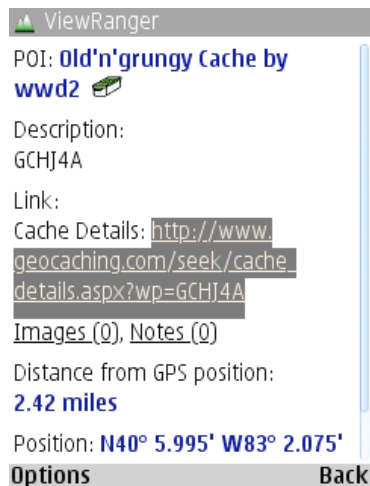 ViewRanger
POI: Old'n'grungy Cache by
wwd2
Description:
GCHJ4A
Link:
Cache Details: http://www.
geocaching.com/seek/cache_
details.aspx?wp=GCHJ4A
Images (0), Notes (0)
Distance from GPS position:
2.42 miles
Position: N40° 5.995' W83° 2.075'
Options Back